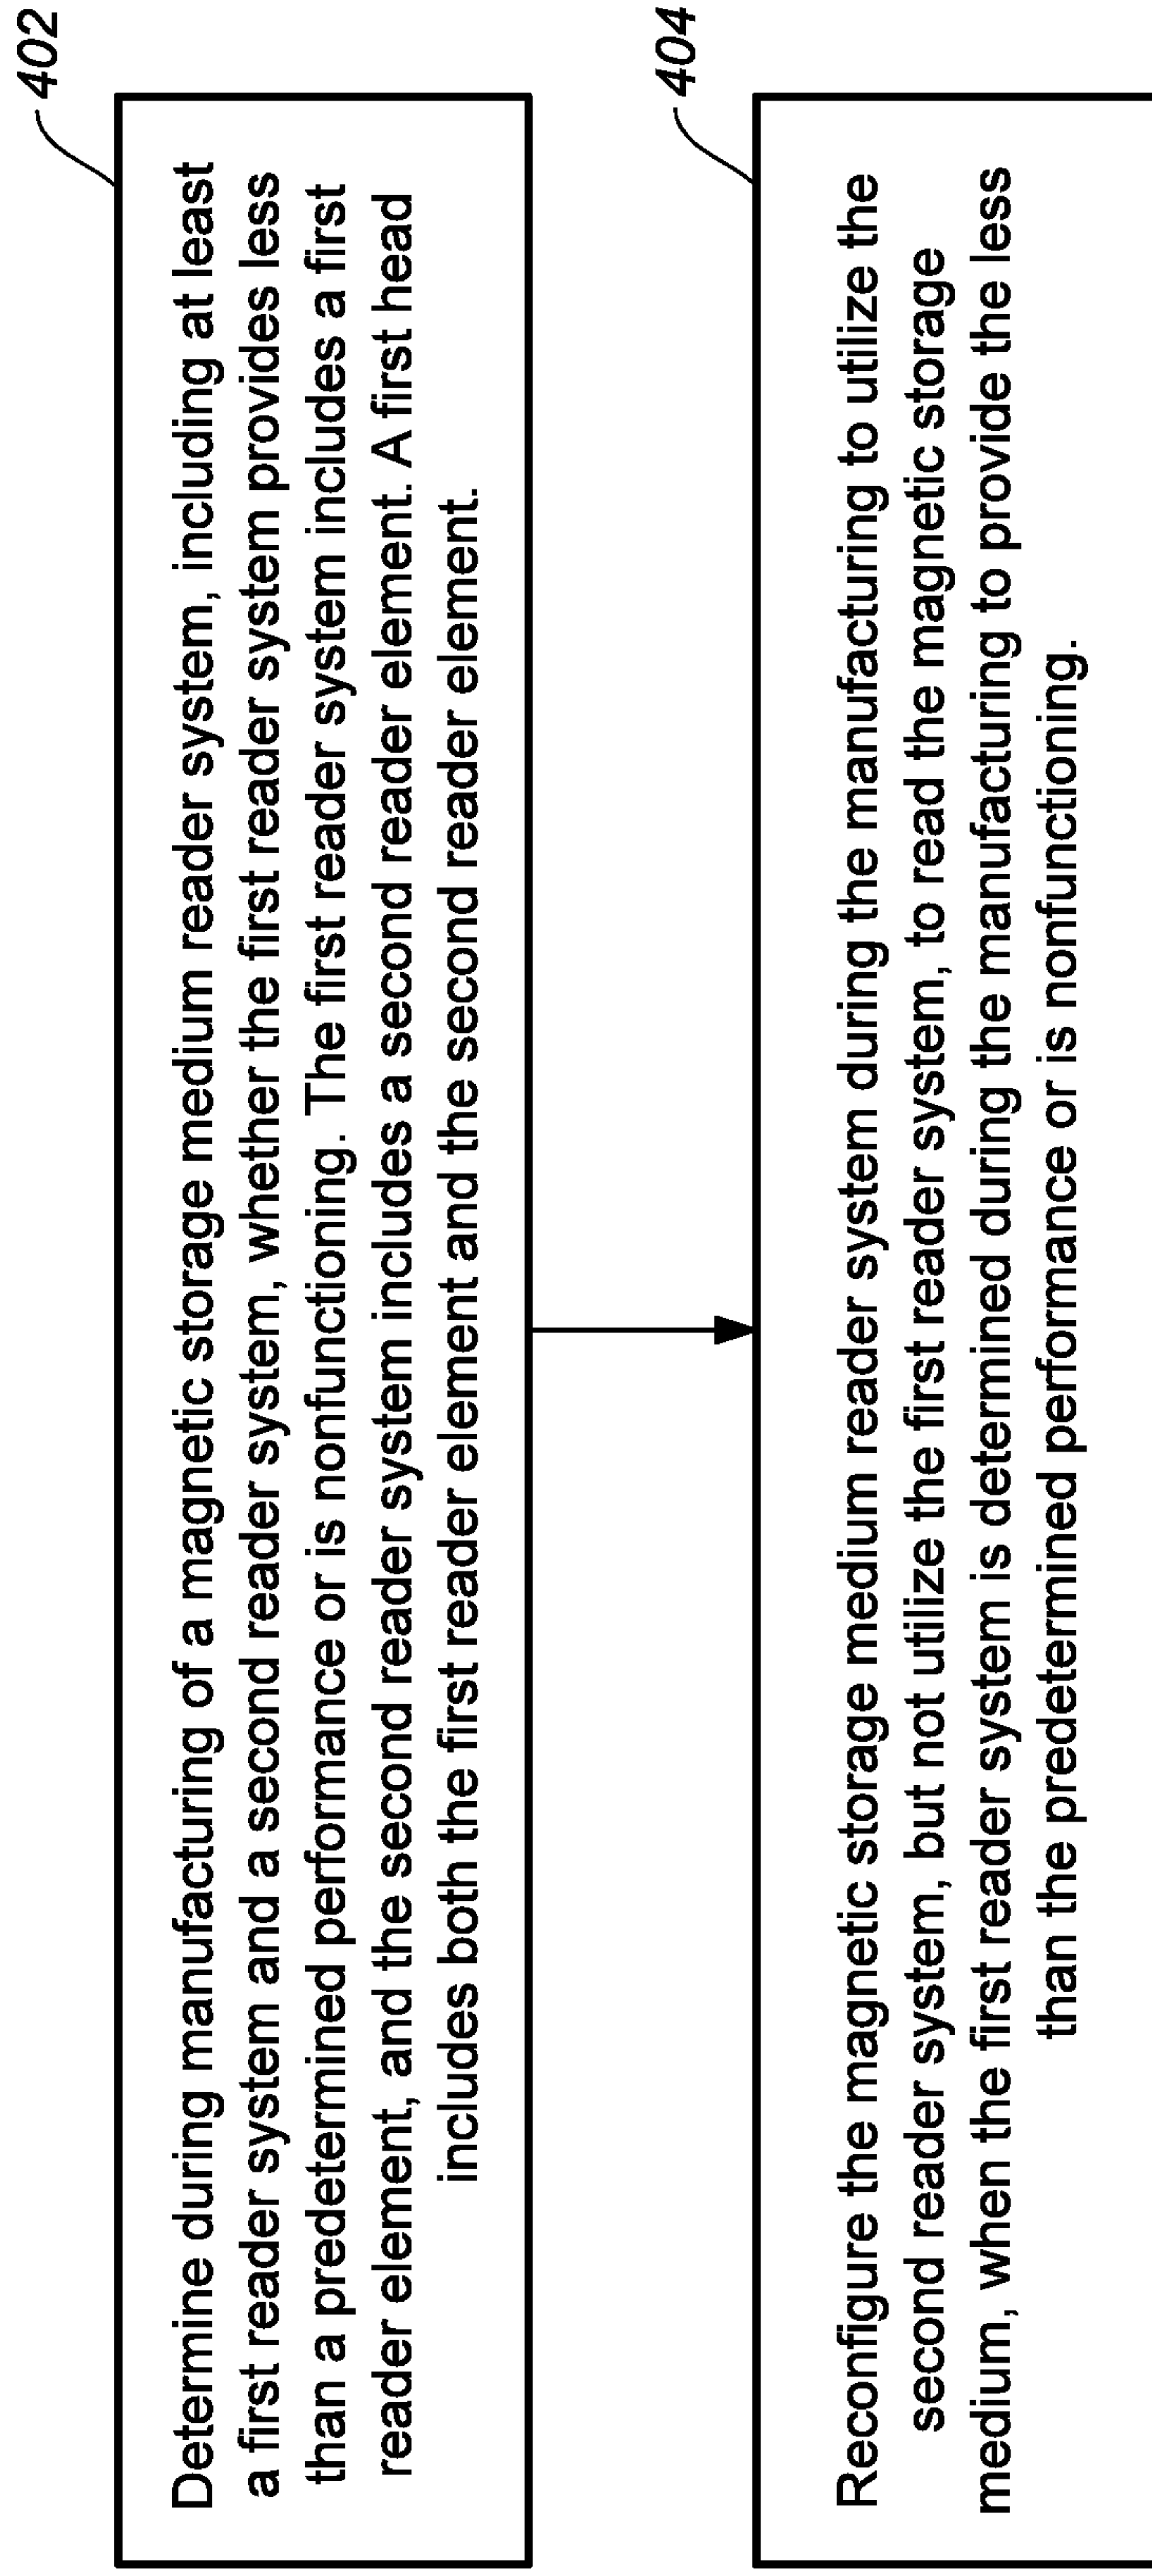 402
Determine during manufacturing of a magnetic storage medium reader system, including at least
a first reader system and a second reader system, whether the first reader system provides less
than a predetermined performance or is nonfunctioning. The first reader system includes a first
reader element, and the second reader system includes a second reader element. A first head
includes both the first reader element and the second reader element.
404
Reconfigure the magnetic storage medium reader system during the manufacturing to utilize the
second reader system, but not utilize the first reader system, to read the magnetic storage
medium, when the first reader system is determined during the manufacturing to provide the less
than the predetermined performance or is nonfunctioning.